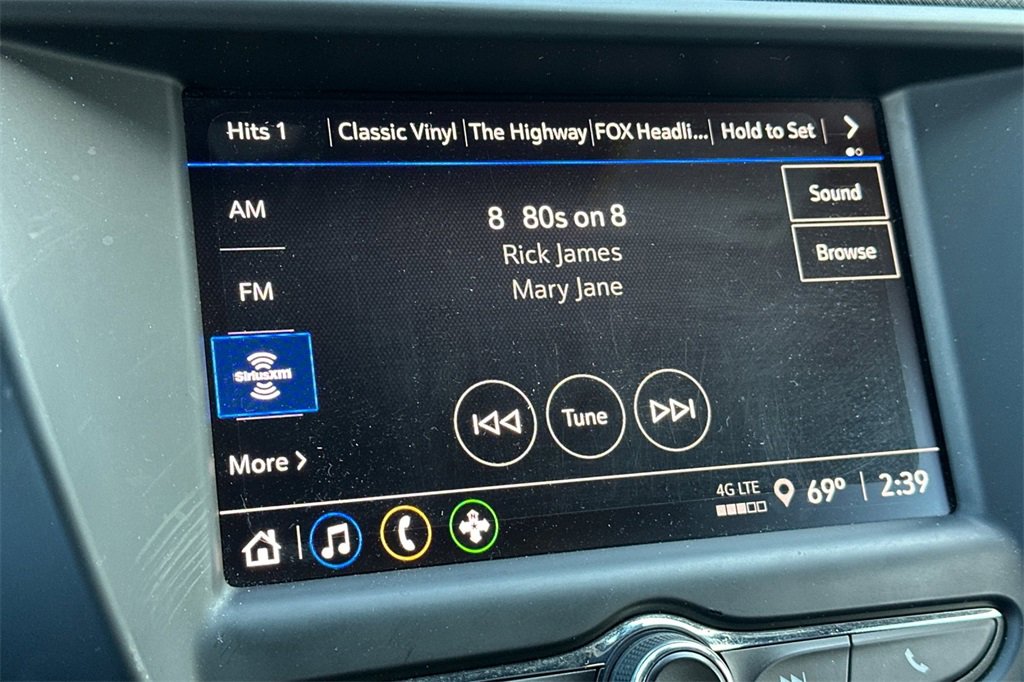 Hits 1
Classic Vinyl
The Highway
FOX Headli...
Hold to Set
AM
FM
SiriusXM
More
8 80s on 8
Rick James
Mary Jane
Sound
Browse
Tune
4G LTE
69°
2:39
N